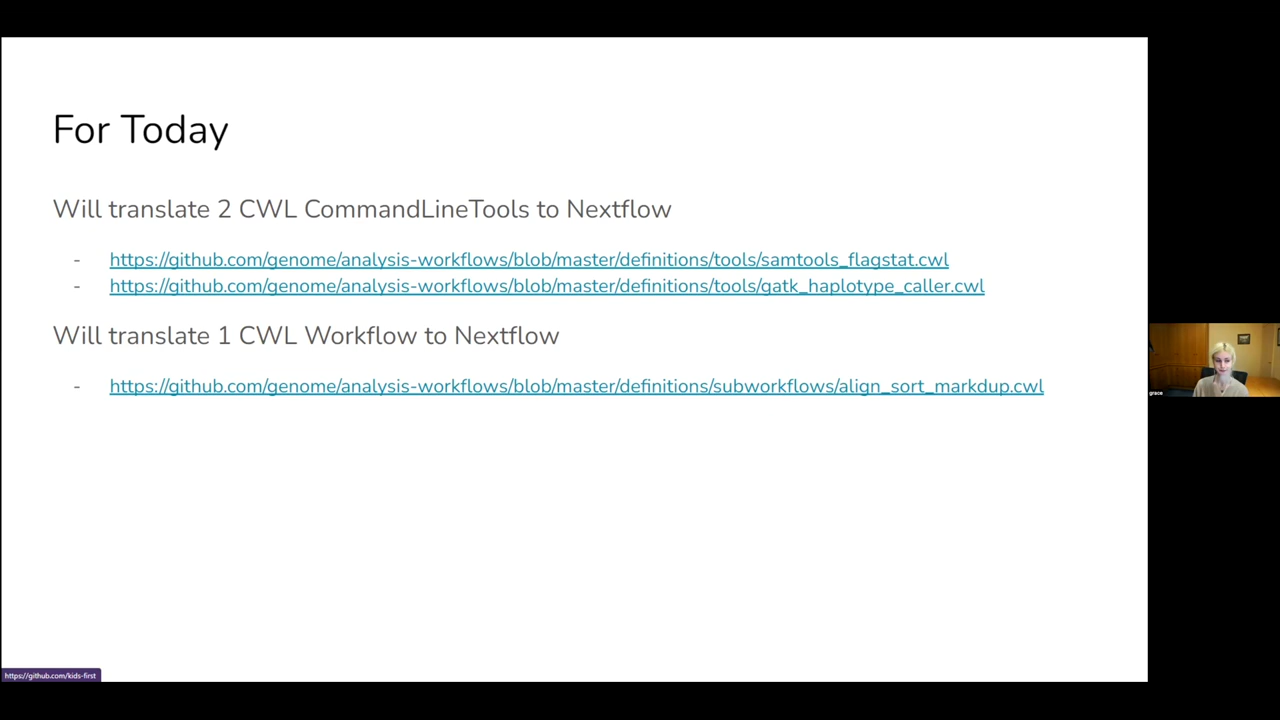 For Today
Will translate 2 CWL CommandLineTools to Nextflow
- https://github.com/genome/analysis-workflows/blob/master/definitions/tools/samtools_flagstat.cwl
- https://github.com/genome/analysis-workflows/blob/master/definitions/tools/gatk_haplotype_caller.cwl
Will translate 1 CWL Workflow to Nextflow
- https://github.com/genome/analysis-workflows/blob/master/definitions/subworkflows/align_sort_markdup.cwl
grace
https://github.com/kids-first